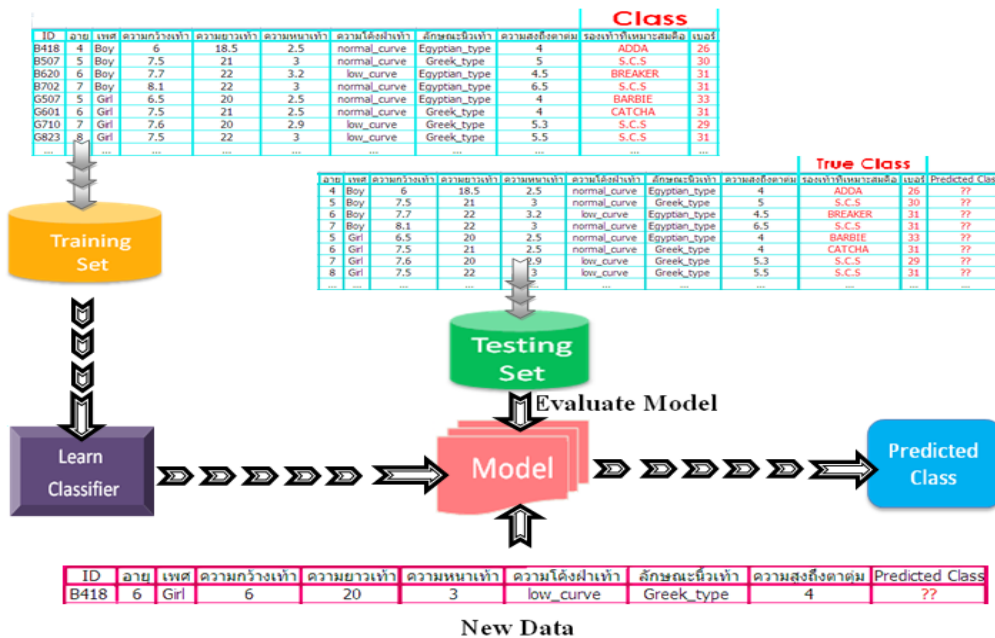 Class
ID อายุ เพศ ความกว้างเท้า ความยาวเท้า ความหนาเท้า ความโค้งฝ่าเท้า ลักษณะนิ้วเท้า ความสูงถึงตาตุ่ม รองเท้าที่เหมาะสมคือ เบอร์
B418 4 Boy 6 18.5 2.5 normal_curve Egyptian_type 4 ADDA 26
B507 5 Boy 7.5 21 3 normal_curve Greek_type 5 S.C.S 30
B620 6 Boy 7.7 22 3.2 low_curve Egyptian_type 4.5 BREAKER 31
B702 7 Boy 8.1 22 3 normal_curve Egyptian_type 6.5 S.C.S 31
G507 5 Girl 6.5 20 2.5 normal_curve Egyptian_type 4 BARBIE 33
G601 6 Girl 7.5 21 2.5 normal_curve Greek_type 4 CATCHA 31
G710 7 Girl 7.6 20 2.9 low_curve Greek_type 5.3 S.C.S 29
G823 8 Girl 7.5 22 3 low_curve Greek_type 5.5 S.C.S 31
... ... ... ... ... ... ... ... ... ... ...
True Class
อายุ เพศ ความกว้างเท้า ความยาวเท้า ความหนาเท้า ความโค้งฝ่าเท้า ลักษณะนิ้วเท้า ความสูงถึงตาตุ่ม รองเท้าที่เหมาะสมคือ เบอร์ Predicted Clas
4 Boy 6 18.5 2.5 normal_curve Egyptian_type 4 ADDA 26 ??
5 Boy 7.5 21 3 normal_curve Greek_type 5 S.C.S 30 ??
6 Boy 7.7 22 3.2 low_curve Egyptian_type 4.5 BREAKER 31 ??
7 Boy 8.1 22 3 normal_curve Egyptian_type 6.5 S.C.S 31 ??
5 Girl 6.5 20 2.5 normal_curve Egyptian_type 4 BARBIE 33 ??
6 Girl 7.5 21 2.5 normal_curve Greek_type 4 CATCHA 31 ??
7 Girl 7.6 20 2.9 low_curve Greek_type 5.3 S.C.S 29 ??
8 Girl 7.5 22 3 low_curve Greek_type 5.5 S.C.S 31 ??
... ... ... ... ... ... ... ... ... ... ...
Training
Set
Testing
Set
Evaluate Model
Learn
Classifier
Model
Predicted
Class
ID อายุ เพศ ความกว้างเท้า ความยาวเท้า ความหนาเท้า ความโค้งฝ่าเท้า ลักษณะนิ้วเท้า ความสูงถึงตาตุ่ม Predicted Class
B418 6 Girl 6 20 3 low_curve Greek_type 4 ??
New Data